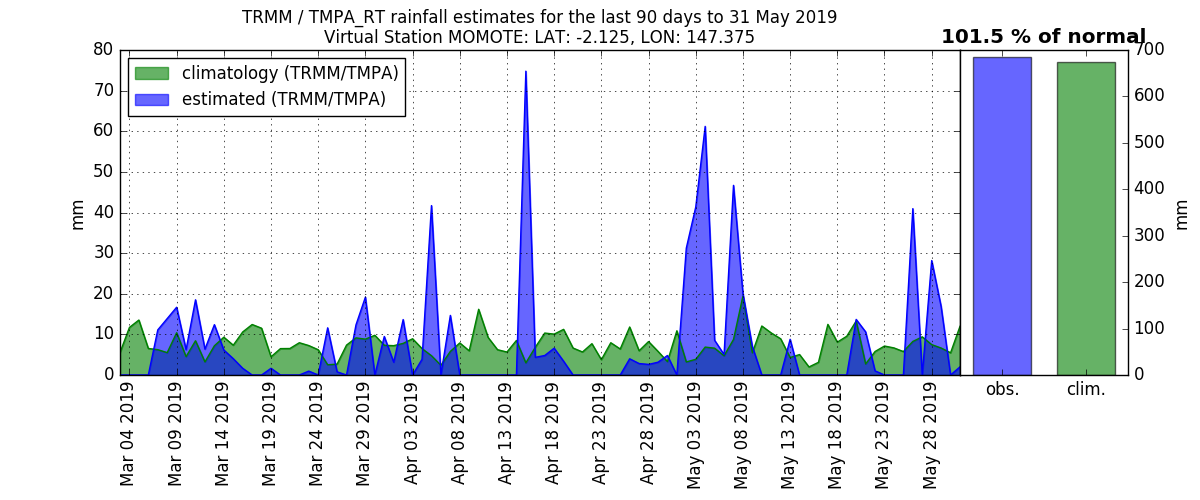 TRMM / TMPA_RT rainfall estimates for the last 90 days to 31 May 2019
Virtual Station MOMOTE: LAT: -2.125, LON: 147.375
101.5 % of normal
climatology (TRMM/TMPA)
estimated (TRMM/TMPA)
mm
80
70
60
50
40
30
20
10
0
Mar 04 2019
Mar 09 2019
Mar 14 2019
Mar 19 2019
Mar 24 2019
Mar 29 2019
Apr 03 2019
Apr 08 2019
Apr 13 2019
Apr 18 2019
Apr 23 2019
Apr 28 2019
May 03 2019
May 08 2019
May 13 2019
May 18 2019
May 23 2019
May 28 2019
obs.
clim.
700
600
500
400
300
200
100
0
mm